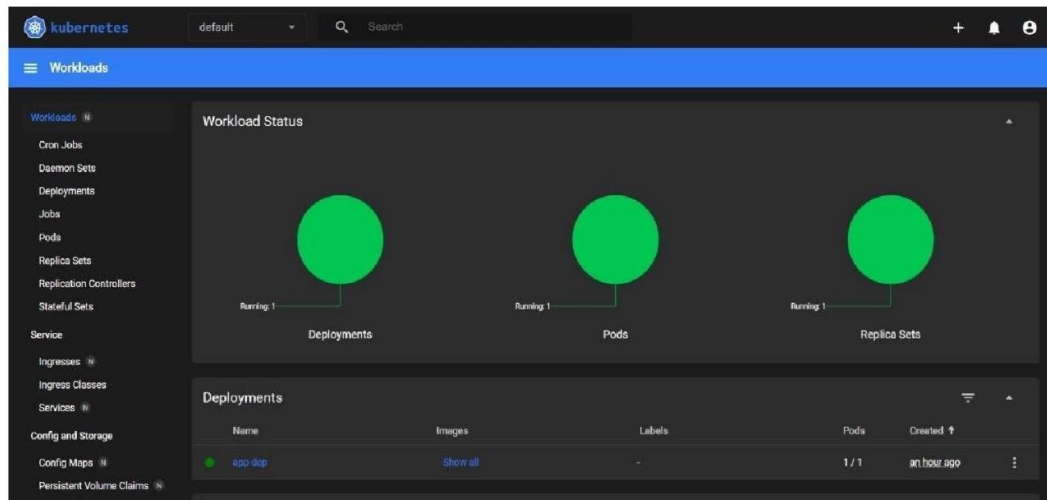 kubernetes
default
Search
Workloads
Workloads N
Cron Jobs
Daemon Sets
Deployments
Jobs
Pods
Replica Sets
Replication Controllers
Stateful Sets
Service
Ingresses N
Ingress Classes
Services N
Config and Storage
Config Maps N
Persistent Volume Claims N
Workload Status
Running: 1
Running: 1
Running: 1
Deployments
Pods
Replica Sets
Deployments
Name Images Labels Pods Created ↑
app-dep Show all - 1 / 1 an hour ago